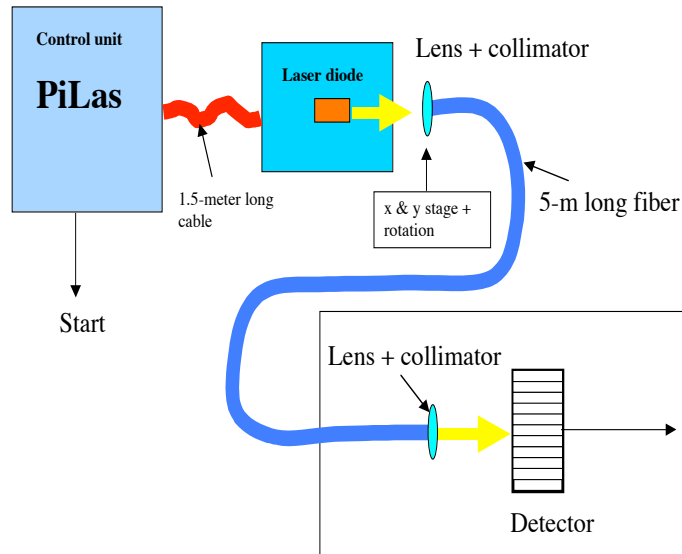 Control unit
PiLas
Laser diode
Lens + collimator
1.5-meter long
cable
x & y stage +
rotation
5-m long fiber
Start
Lens + collimator
Detector